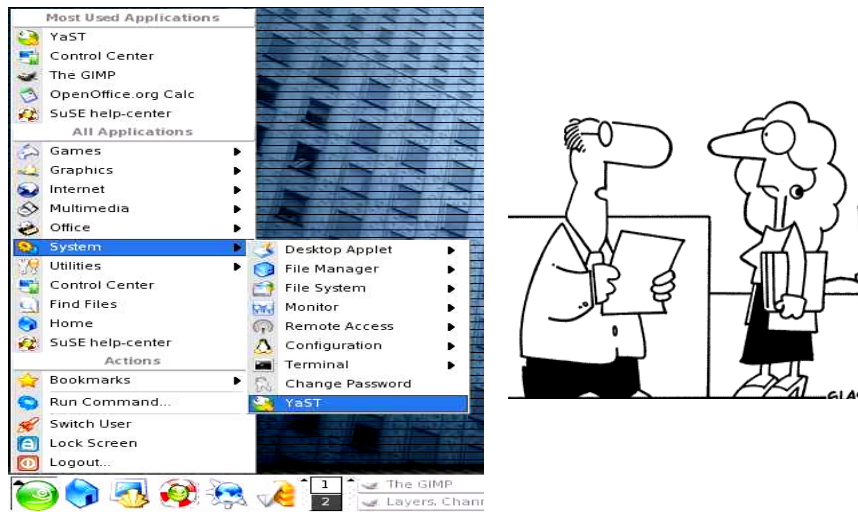 Most Used Applications
YaST
Control Center
The GIMP
OpenOffice.org Calc
SuSE help-center
All Applications
Games
Graphics
Internet
Multimedia
Office
System
Utilities
Control Center
Find Files
Home
SuSE help-center
Actions
Bookmarks
Run Command...
Switch User
Lock Screen
Logout...
Desktop Applet
File Manager
File System
Monitor
Remote Access
Configuration
Terminal
Change Password
YaST
1
2
The GIMP
Layers, Chann
GLAS